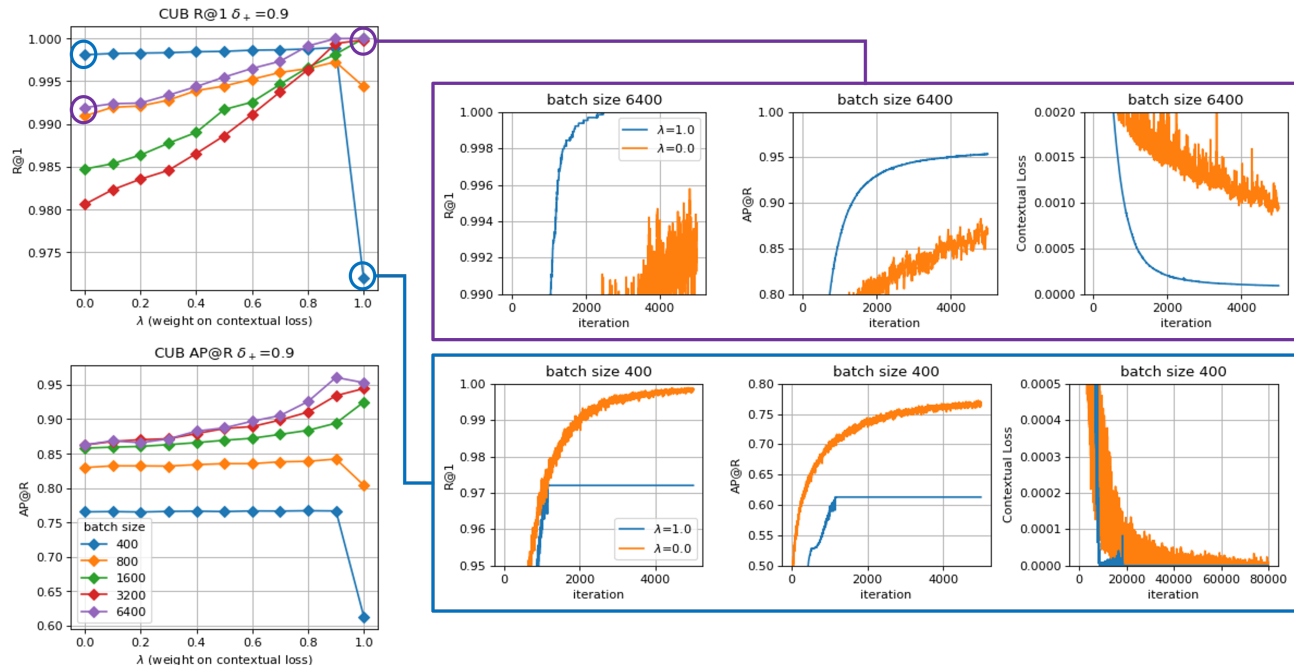 CUB R@1 δ₊=0.9
1.000
0.995
0.990
0.985
0.980
0.975
R@1
0.0 0.2 0.4 0.6 0.8 1.0
λ (weight on contextual loss)
CUB AP@R δ₊=0.9
0.95
0.90
0.85
0.80
0.75
0.70
0.65
0.60
AP@R
batch size
400
800
1600
3200
6400
0.0 0.2 0.4 0.6 0.8 1.0
λ (weight on contextual loss)
batch size 6400
1.000
0.998
0.996
0.994
0.992
0.990
R@1
λ=1.0
λ=0.0
0 2000 4000
iteration
batch size 6400
1.00
0.95
0.90
0.85
0.80
AP@R
0 2000 4000
iteration
batch size 6400
0.0020
0.0015
0.0010
0.0005
0.0000
Contextual Loss
0 2000 4000
iteration
batch size 400
1.00
0.99
0.98
0.97
0.96
0.95
R@1
λ=1.0
λ=0.0
0 2000 4000
iteration
batch size 400
0.80
0.75
0.70
0.65
0.60
0.55
0.50
AP@R
0 2000 4000
iteration
batch size 400
0.0005
0.0004
0.0003
0.0002
0.0001
0.0000
Contextual Loss
0 20000 40000 60000 80000
iteration